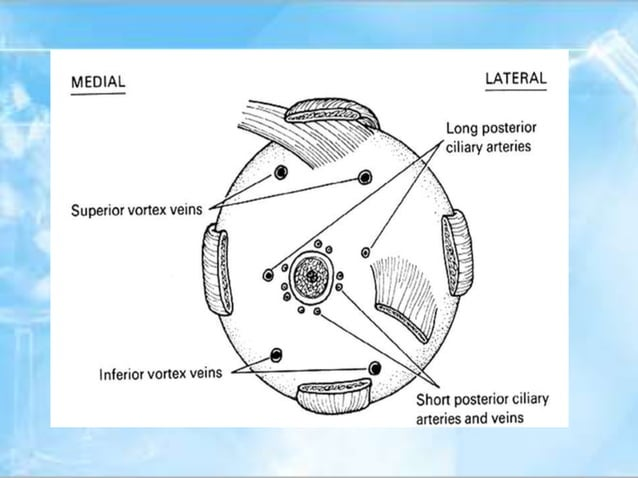 MEDIAL
LATERAL
Long posterior
ciliary arteries
Superior vortex veins
Inferior vortex veins
Short posterior ciliary
arteries and veins